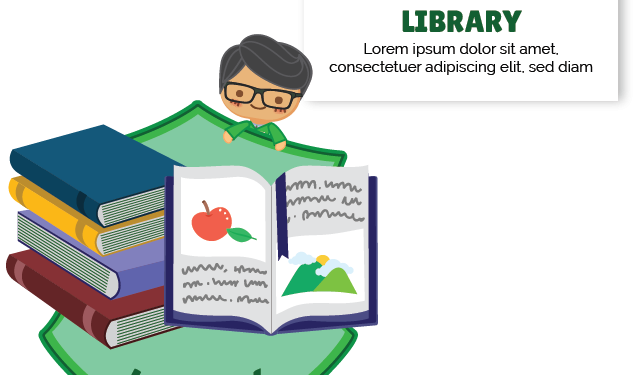 LIBRARY
Lorem ipsum dolor sit amet,
consectetuer adipiscing elit, sed diam